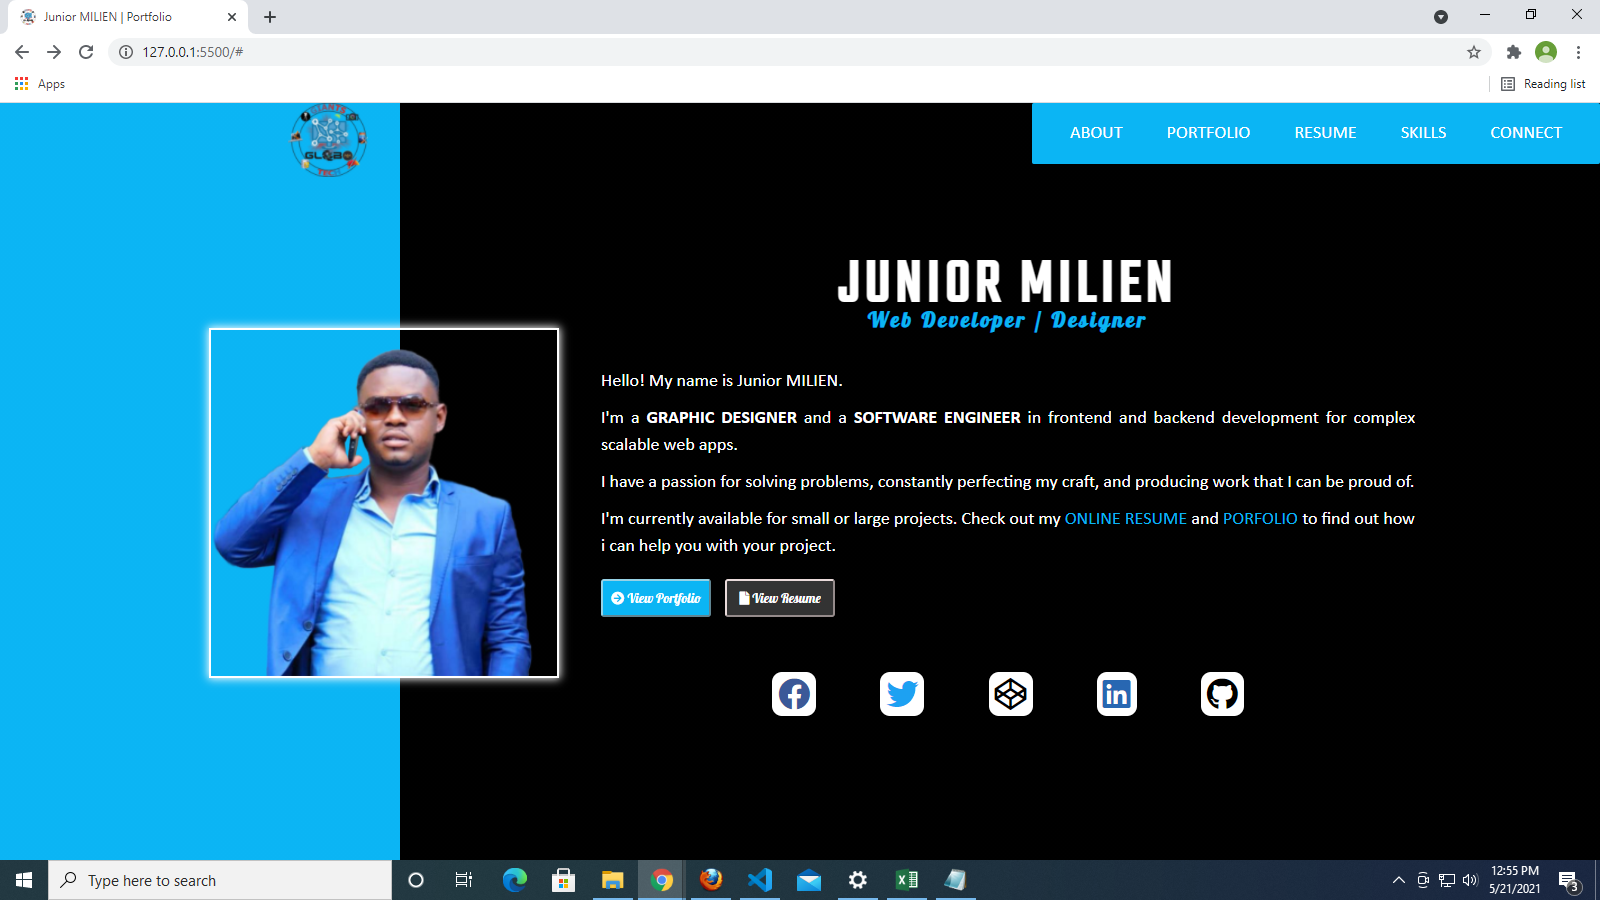 Junior MILIEN | Portfolio
127.0.0.1:5500/#
Apps
Reading list
GIANTS
GLOBO
TECH
ABOUT PORTFOLIO RESUME SKILLS CONNECT
JUNIOR MILIEN
Web Developer | Designer
Hello! My name is Junior MILIEN.
I'm a GRAPHIC DESIGNER and a SOFTWARE ENGINEER in frontend and backend development for complex
scalable web apps.
I have a passion for solving problems, constantly perfecting my craft, and producing work that I can be proud of.
I'm currently available for small or large projects. Check out my ONLINE RESUME and PORFOLIO to find out how
i can help you with your project.
View Portfolio View Resume
Type here to search
12:55 PM
5/21/2021
3